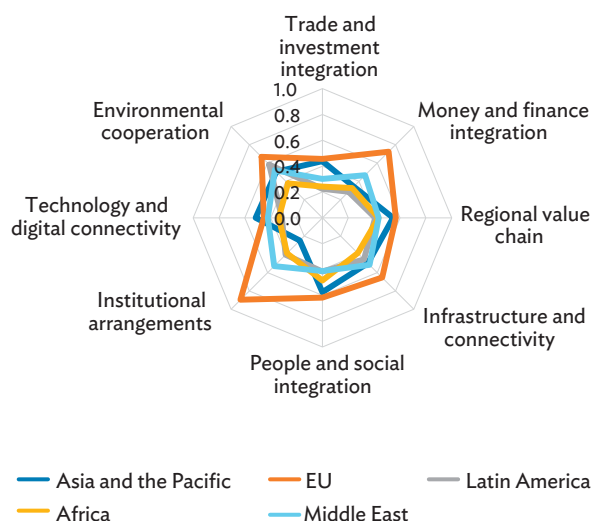 Trade and
investment
integration
1.0
0.8
0.6
0.4
0.2
0.0
Environmental
cooperation
Money and finance
integration
Technology and
digital connectivity
Regional value
chain
Institutional
arrangements
Infrastructure and
connectivity
People and social
integration
Asia and the Pacific
EU
Latin America
Africa
Middle East